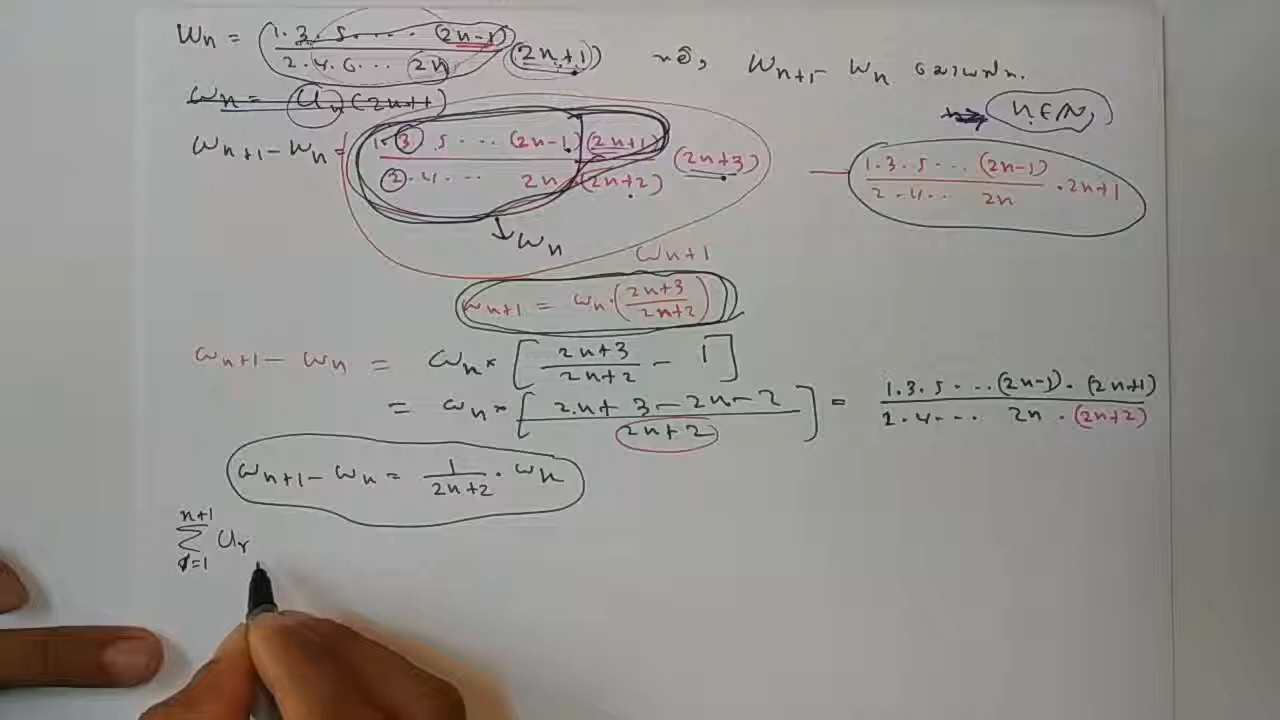 Wn = (1.3.5..... (2n-1) / 2.4.6... (2n)) (2n+1) , Wn+1 - Wn
Wn = Un (2n+1)
n∈N
Wn+1 - Wn = 1.3.5... (2n-1)(2n+1) / 2.4... 2n.(2n+2) (2n+3) — 1.3.5... (2n-1) / 2.4.. 2n . 2n+1
↓ Wn
Wn+1
Wn+1 = Wn.(2n+3 / 2n+2)
Wn+1 - Wn = Wn × [2n+3 / 2n+2 - 1]
= Wn × [2n+3-2n-2 / 2n+2] = 1.3.5...(2n-1).(2n+1) / 2.4... 2n.(2n+2)
Wn+1 - Wn = 1 / 2n+2 . Wn
n+1
Σ Ur
=1